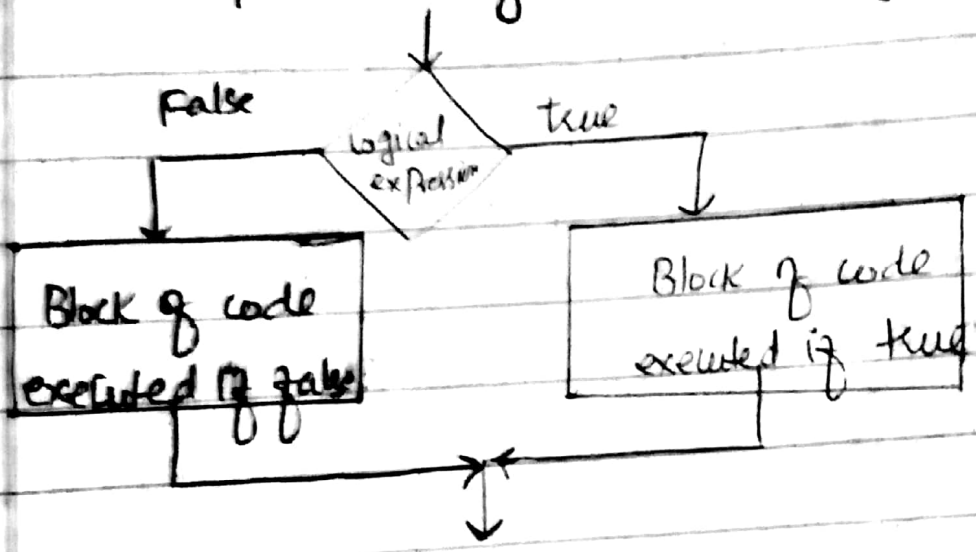 False
true
logical
expression
Block of code
executed if false
Block of code
executed if true